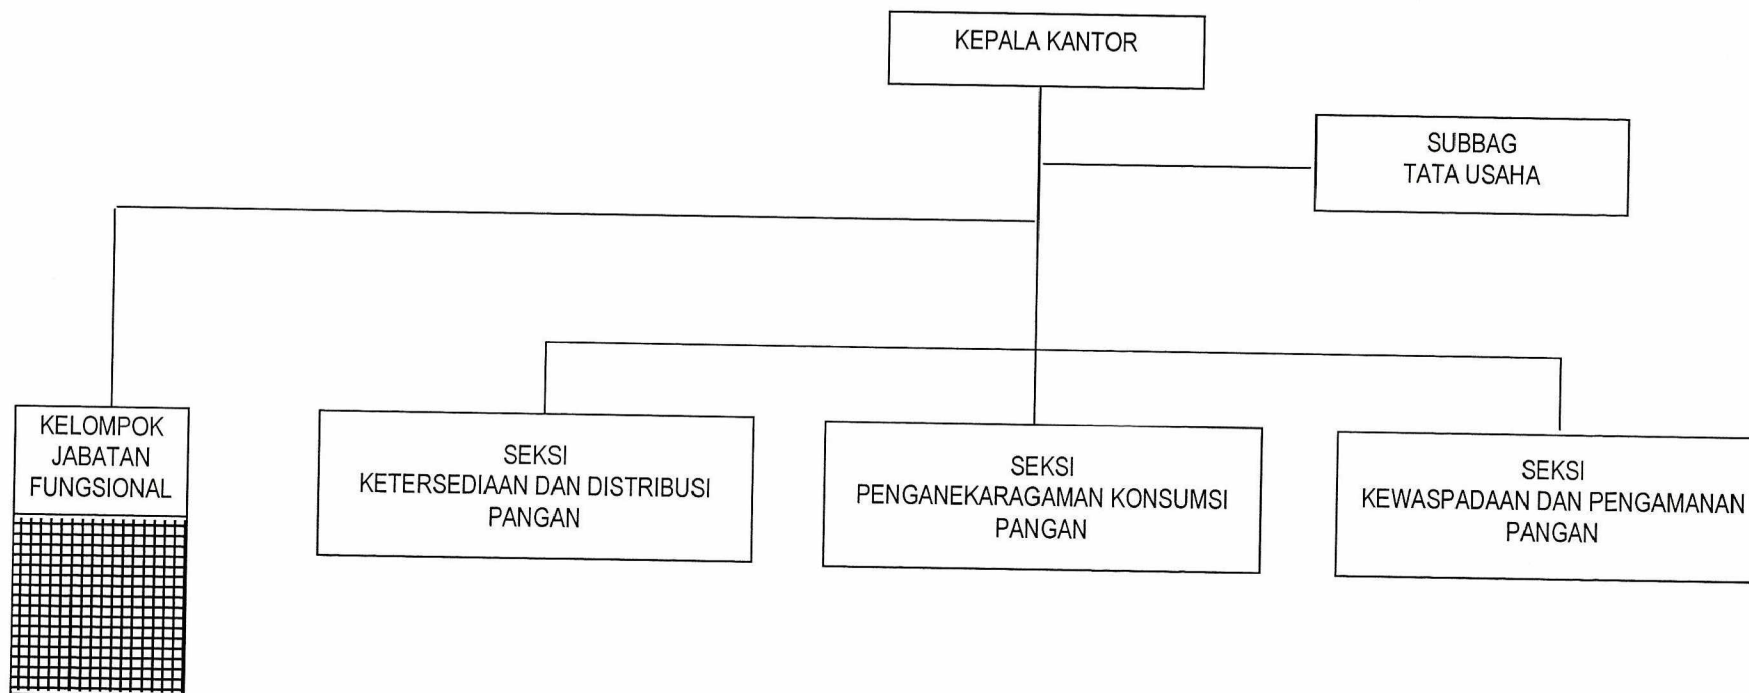 KEPALA KANTOR
SUBBAG
TATA USAHA
KELOMPOK
JABATAN
FUNGSIONAL
SEKSI
KETERSEDIAAN DAN DISTRIBUSI
PANGAN
SEKSI
PENGANEKARAGAMAN KONSUMSI
PANGAN
SEKSI
KEWASPADAAN DAN PENGAMANAN
PANGAN